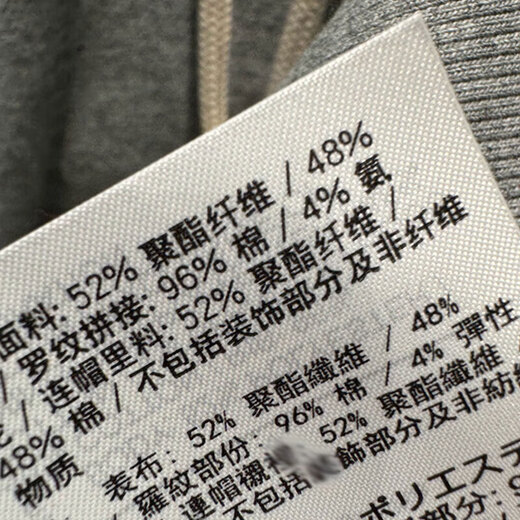 面料: 52% 聚酯纤维 / 48%
/ 罗纹拼接: 96% 棉 / 4% 氨
/ 连帽里料: 52% 聚酯纤维 /
48% 棉 / 不包括装饰部分及非纤维
物质
表布: 52% 聚酯纖維 / 48%
/ 羅紋部份: 96% 棉 / 4% 彈性
連帽襯 52% 聚酯纖維
不包括 飾部分及非紡
ポリエステ